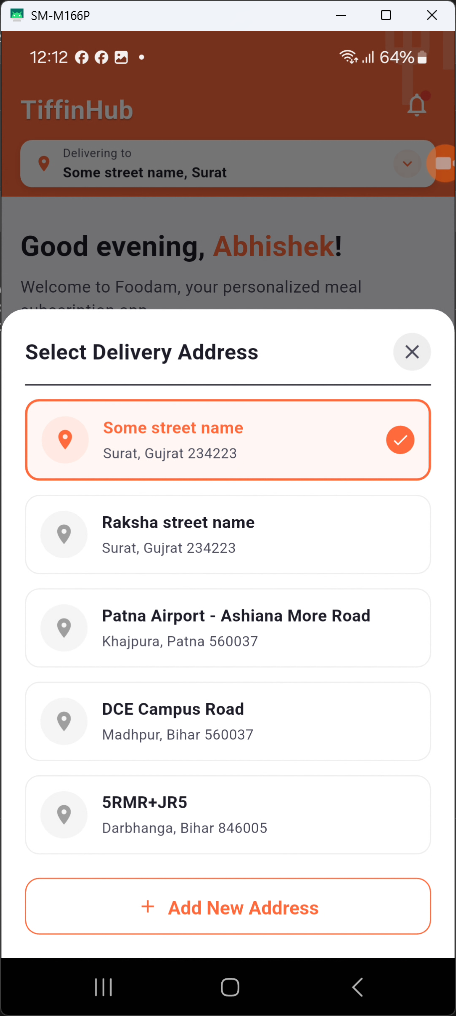 SM-M166P
12:12
64%
TiffinHub
Delivering to
Some street name, Surat
Good evening, Abhishek!
Welcome to Foodam, your personalized meal
subscription app
Select Delivery Address
Some street name
Surat, Gujrat 234223
Raksha street name
Surat, Gujrat 234223
Patna Airport - Ashiana More Road
Khajpura, Patna 560037
DCE Campus Road
Madhpur, Bihar 560037
5RMR+JR5
Darbhanga, Bihar 846005
+ Add New Address